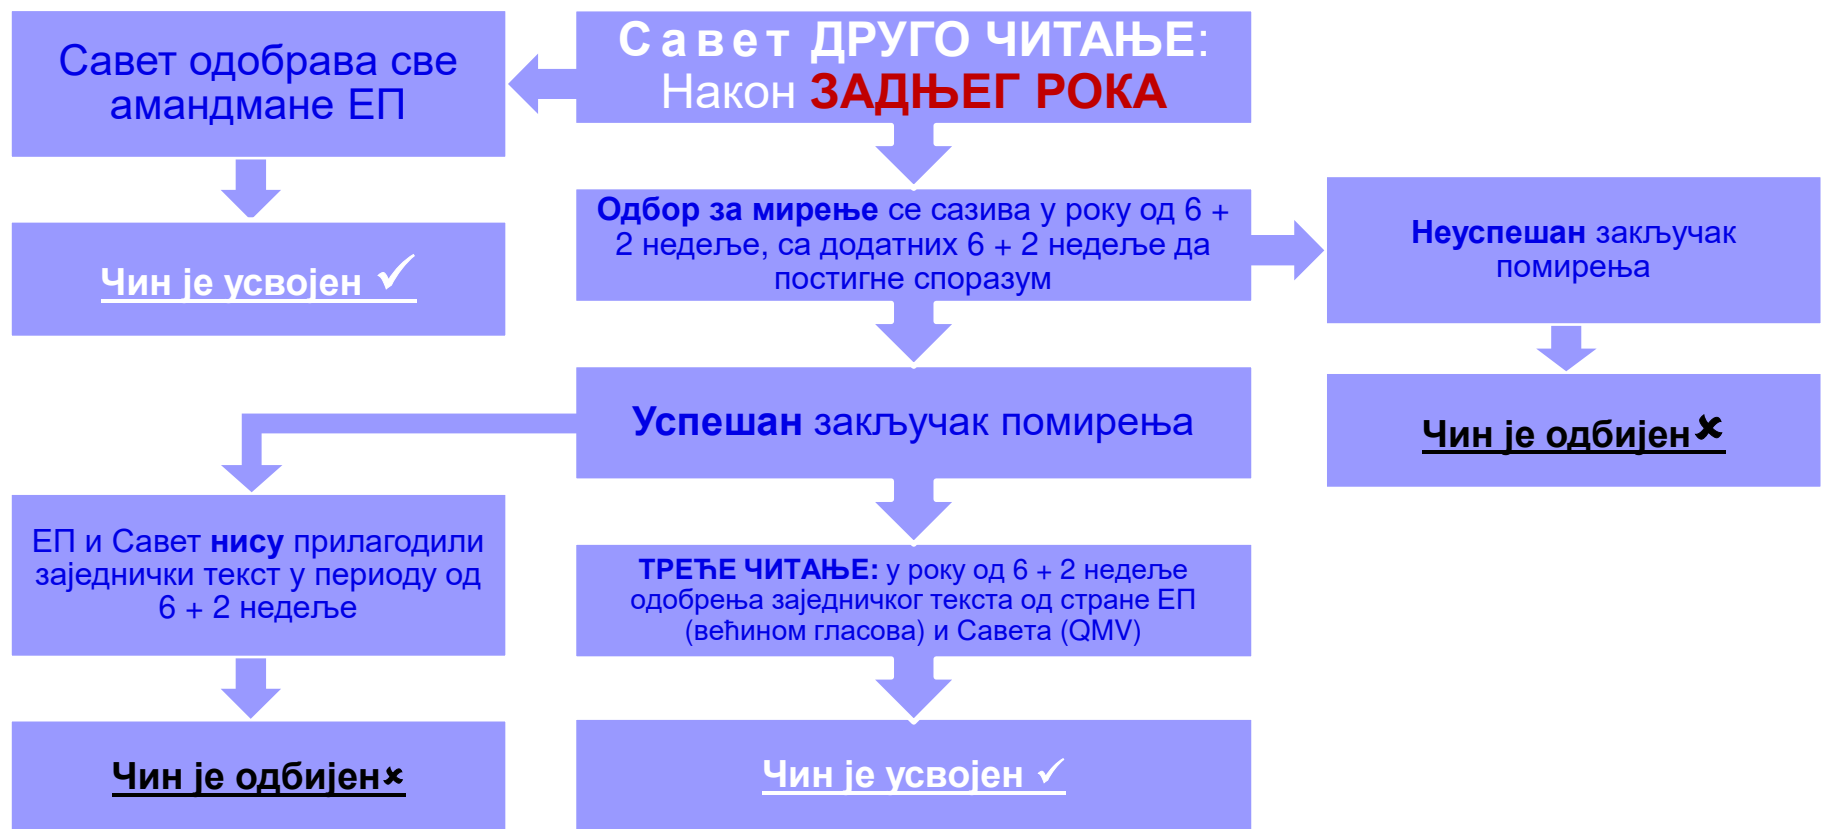 Савет одобрава све
амандмане ЕП
Чин је усвојен ✓
Савет ДРУГО ЧИТАЊЕ:
Након ЗАДЊЕГ РОКА
Одбор за мирење се сазива у року од 6 +
2 недеље, са додатних 6 + 2 недеље да
постигне споразум
Неуспешан закључак
помирења
Чин је одбијен✘
Успешан закључак помирења
ЕП и Савет нису прилагодили
заједнички текст у периоду од
6 + 2 недеље
Чин је одбијен✘
ТРЕЋЕ ЧИТАЊЕ: у року од 6 + 2 недеље
одобрења заједничког текста од стране ЕП
(већином гласова) и Савета (QMV)
Чин је усвојен ✓